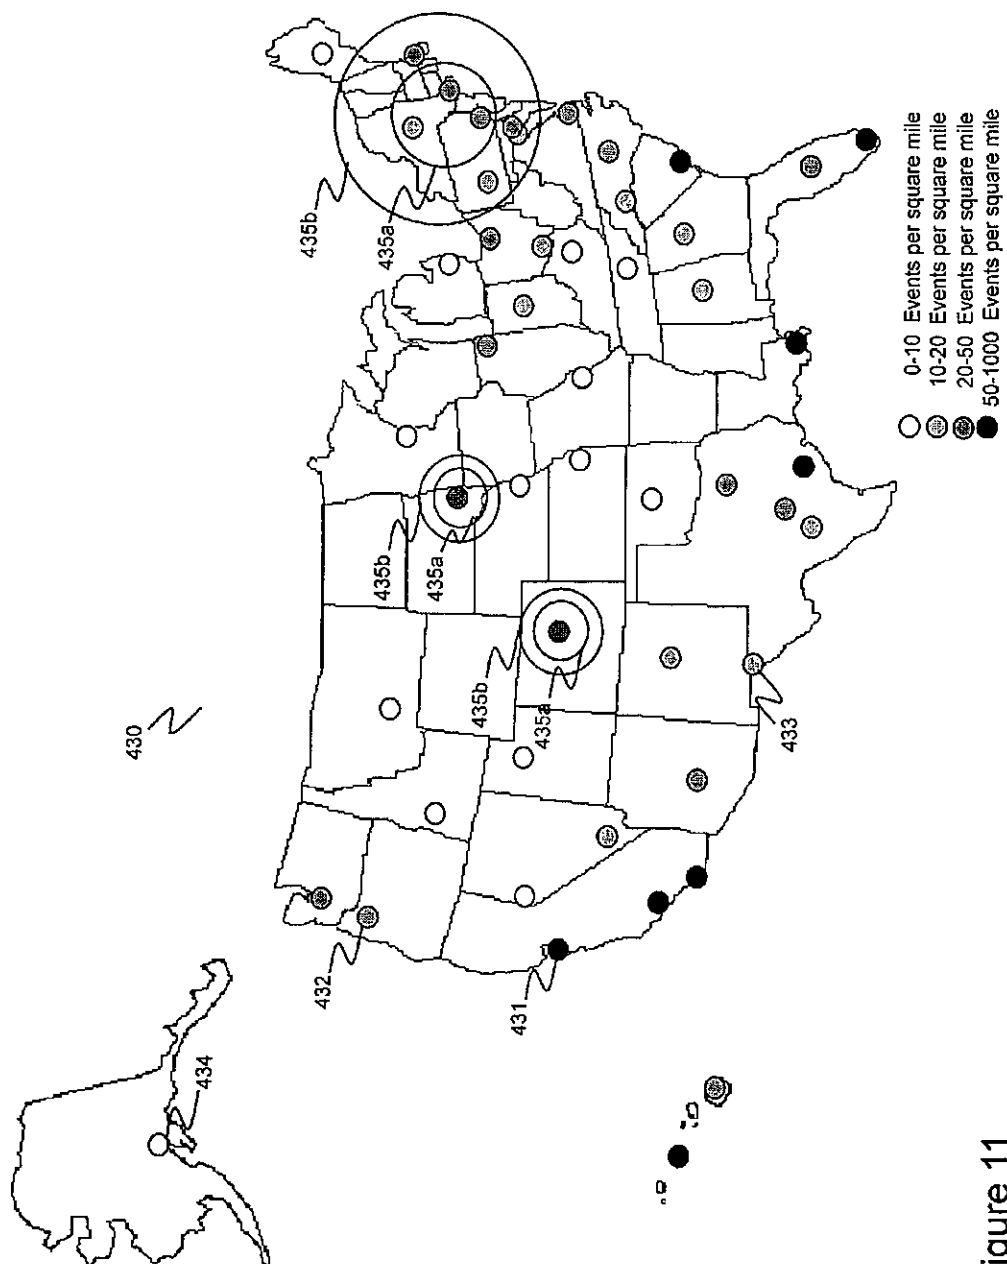 435b
435a
435b
435a
435b
435a
430
433
432
431
434
0-10 Events per square mile
10-20 Events per square mile
20-50 Events per square mile
50-1000 Events per square mile
igure 11